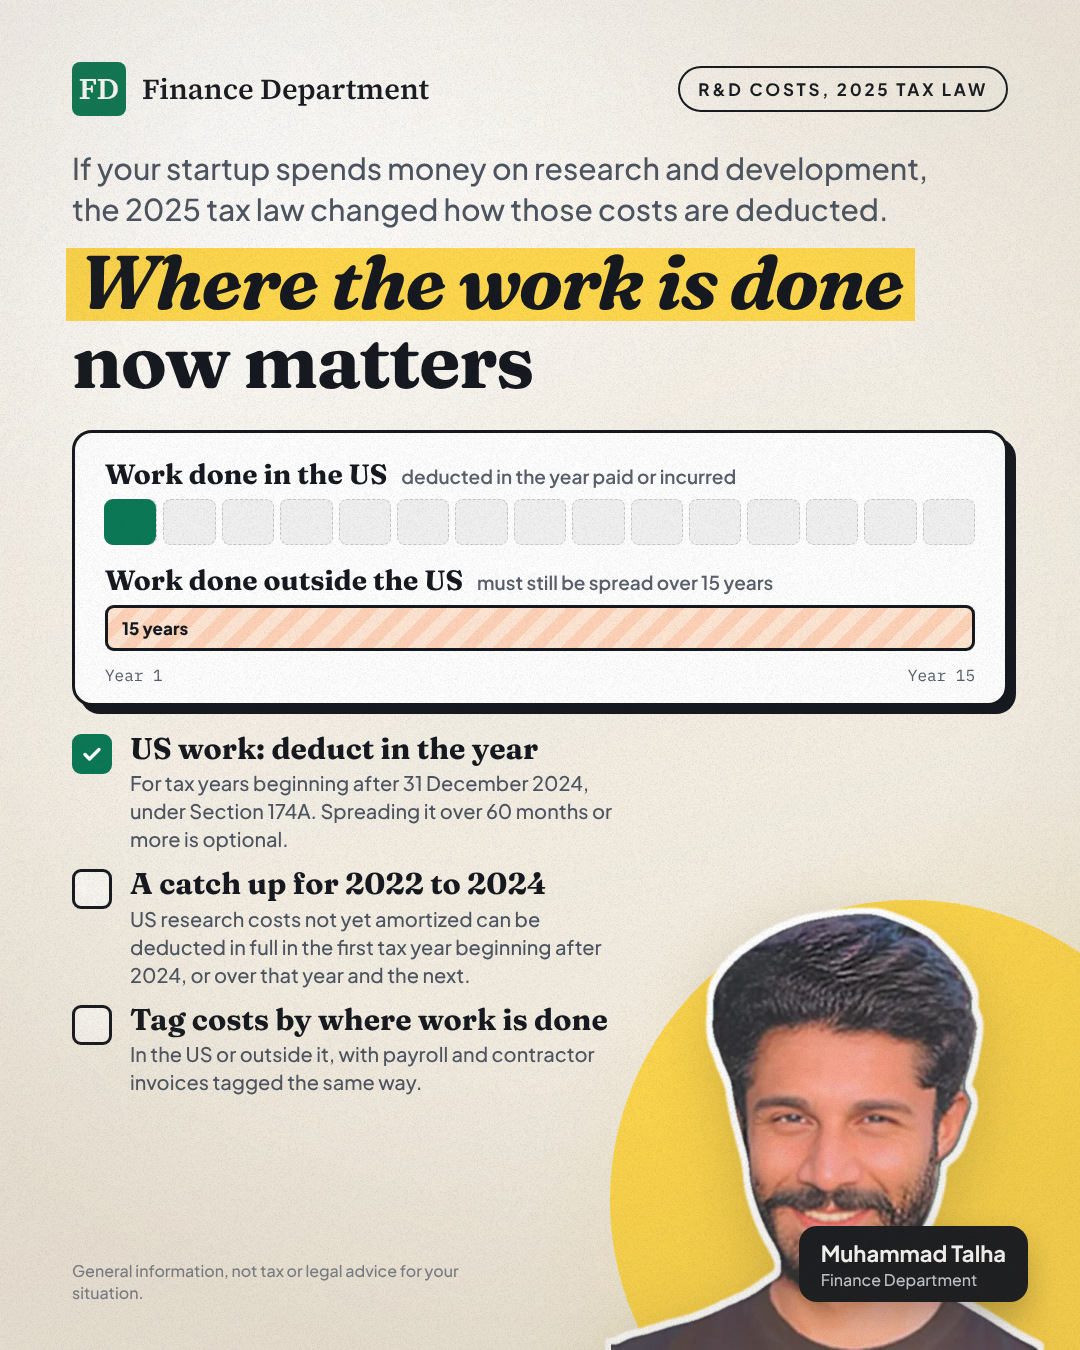 FD Finance Department
R&D COSTS, 2025 TAX LAW
If your startup spends money on research and development,
the 2025 tax law changed how those costs are deducted.
Where the work is done
now matters
Work done in the US deducted in the year paid or incurred
Work done outside the US must still be spread over 15 years
15 years
Year 1 Year 15
US work: deduct in the year
For tax years beginning after 31 December 2024,
under Section 174A. Spreading it over 60 months or
more is optional.
A catch up for 2022 to 2024
US research costs not yet amortized can be
deducted in full in the first tax year beginning after
2024, or over that year and the next.
Tag costs by where work is done
In the US or outside it, with payroll and contractor
invoices tagged the same way.
Muhammad Talha
Finance Department
General information, not tax or legal advice for your
situation.